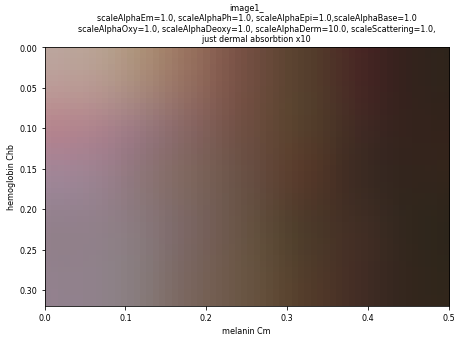 image1_
scaleAlphaEm=1.0, scaleAlphaPh=1.0, scaleAlphaEpi=1.0,scaleAlphaBase=1.0
scaleAlphaOxy=1.0, scaleAlphaDeoxy=1.0, scaleAlphaDerm=10.0, scaleScattering=1.0,
just dermal absorbtion x10
0.00
0.05
0.10
0.15
0.20
0.25
0.30
hemoglobin Chb
0.0 0.1 0.2 0.3 0.4 0.5
melanin Cm